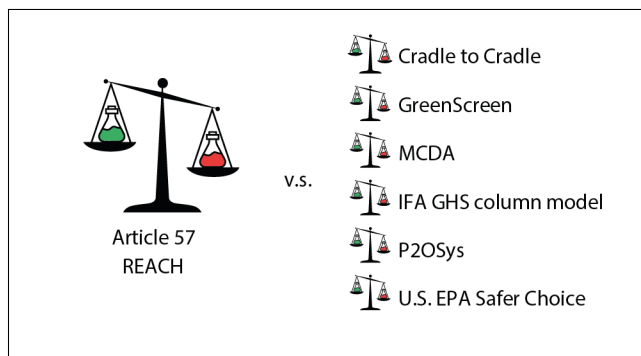 Article 57
REACH
v.s.
Cradle to Cradle
GreenScreen
MCDA
IFA GHS column model
P2OSys
U.S. EPA Safer Choice